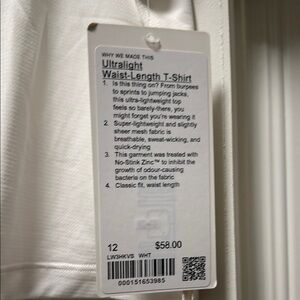 WHY WE MADE THIS
Ultralight
Waist-Length T-Shirt
1. Is this thing on? From burpees
to sprints to jumping jacks,
this ultra-lightweight top
feels so barely-there, you
might forget you're wearing it
2. Super-lightweight and slightly
sheer mesh fabric is
breathable, sweat-wicking, and
quick-drying
3. This garment was treated with
No-Stink Zinc™ to inhibit the
growth of odour-causing
bacteria on the fabric
4. Classic fit, waist length
12 $58.00
LW3HKVS WHT
000151653985